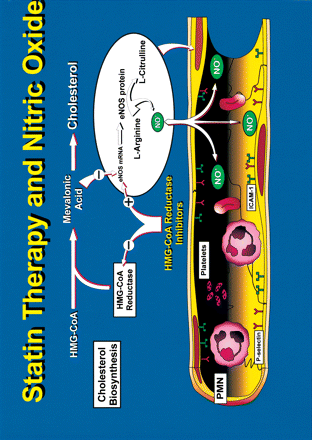 Statin Therapy and Nitric Oxide
Cholesterol
Biosynthesis
HMG-CoA
Mevalonic
Acid
Cholesterol
HMG-CoA
Reductase
HMG-CoA Reductase
Inhibitors
eNOS mRNA
eNOS protein
L-Arginine
L-Citrulline
NO
NO
NO
NO
PMN
Platelets
P-selectin
ICAM-1